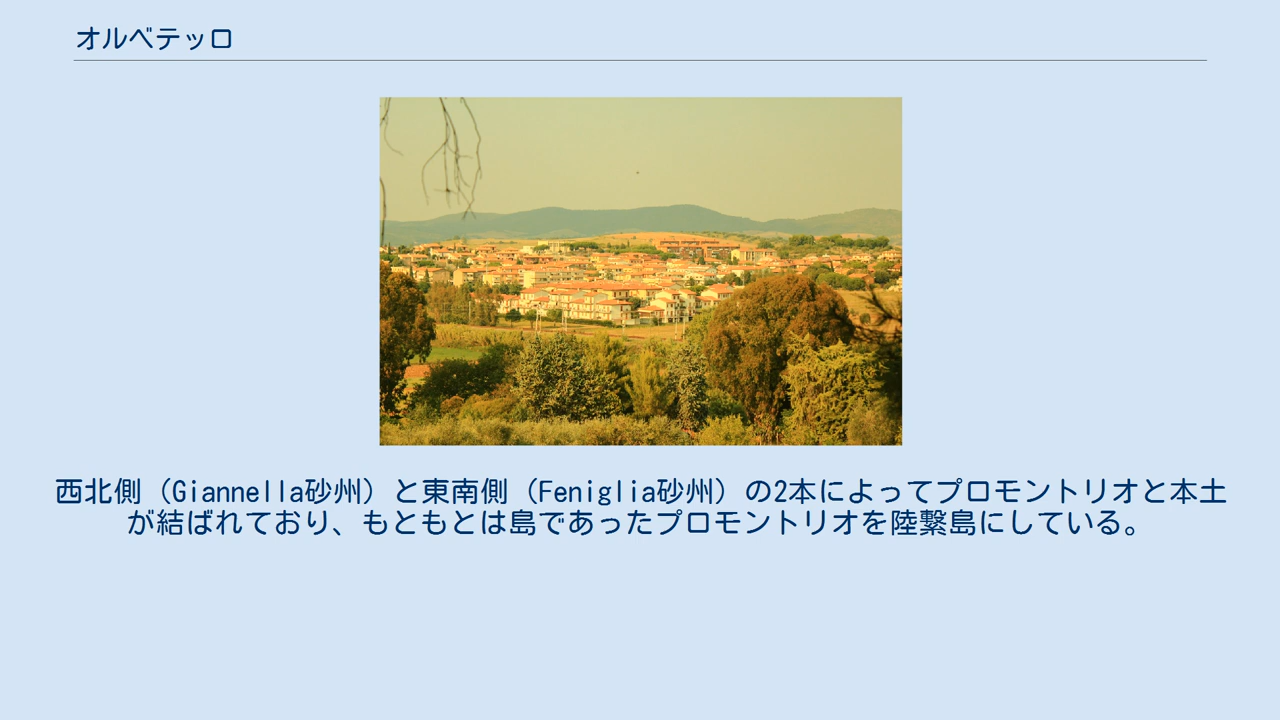 オルベテッロ
西北側（Giannella砂州）と東南側（Feniglia砂州）の2本によってプロモントリオと本土
が結ばれており、もともとは島であったプロモントリオを陸繋島にしている。